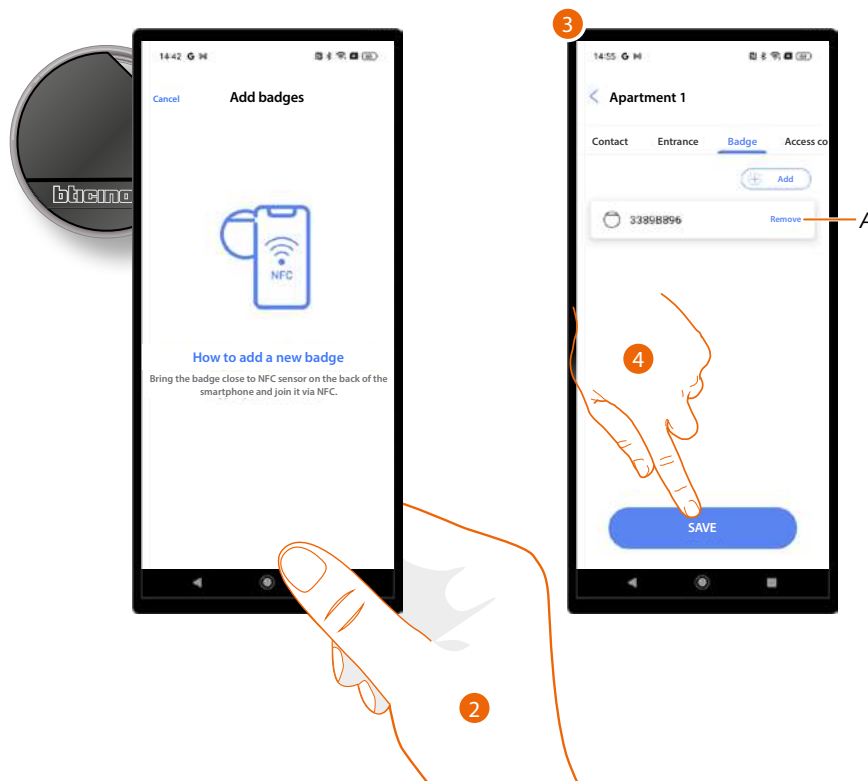 bticino
14:42 G
Cancel
Add badges
NFC
How to add a new badge
Bring the badge close to NFC sensor on the back of the
smartphone and join it via NFC.
2
3
14:55 G
Apartment 1
Contact Entrance Badge Access co
Add
3389B896 Remove
A
4
SAVE